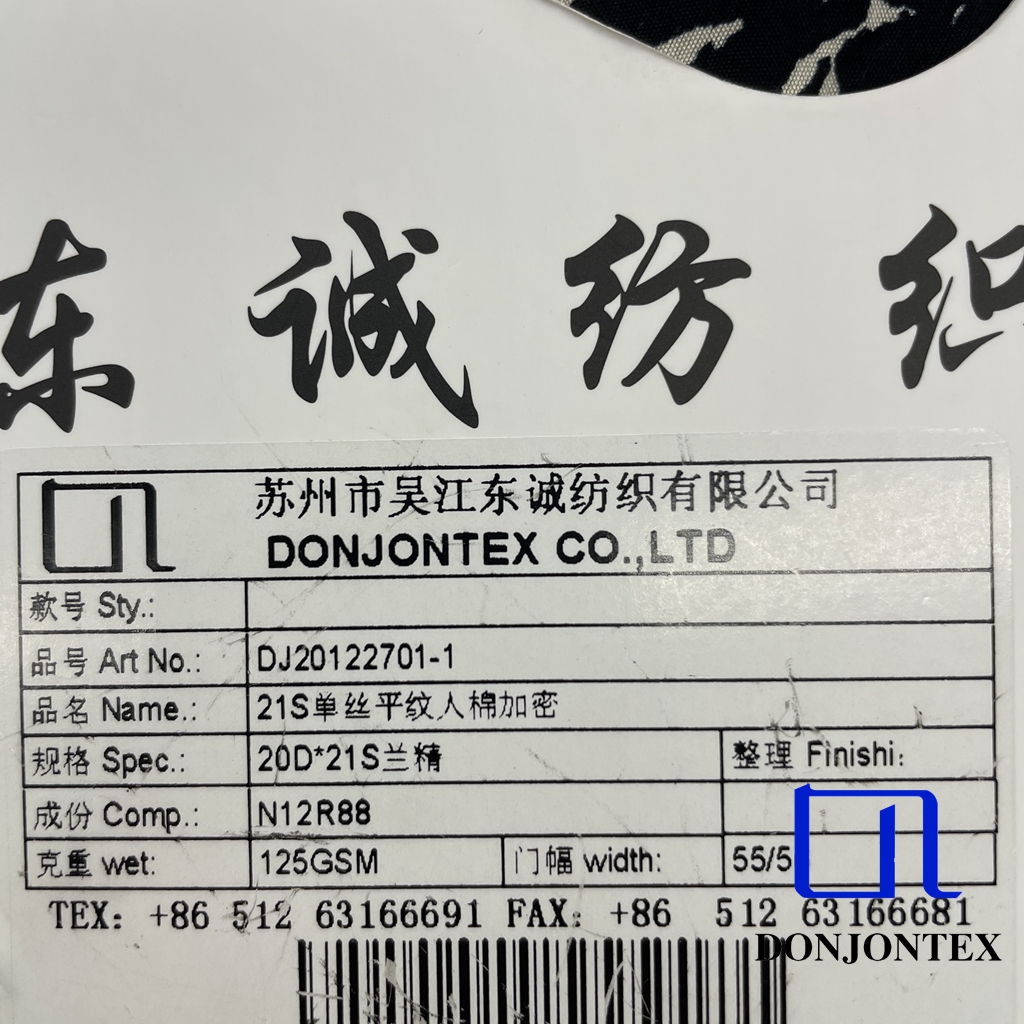 东诚纺织
苏州市吴江东诚纺织有限公司
DONJONTEX CO.,LTD
款号 Sty.:
品号 Art No.: DJ20122701-1
品名 Name.: 21S单丝平纹人棉加密
规格 Spec.: 20D*21S兰精 整理 Finishi:
成份 Comp.: N12R88
克重 wet: 125GSM 门幅 width: 55/5
TEX: +86 512 63166691 FAX: +86 512 63166681
DONJONTEX